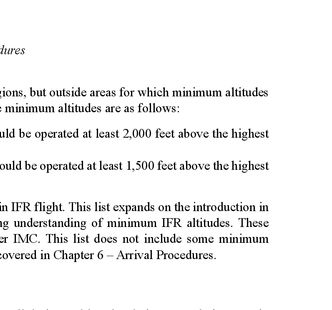 dures
gions, but outside areas for which minimum altitudes
e minimum altitudes are as follows:
uld be operated at least 2,000 feet above the highest
ould be operated at least 1,500 feet above the highest
in IFR flight. This list expands on the introduction in
ng understanding of minimum IFR altitudes. These
er IMC. This list does not include some minimum
covered in Chapter 6 – Arrival Procedures.